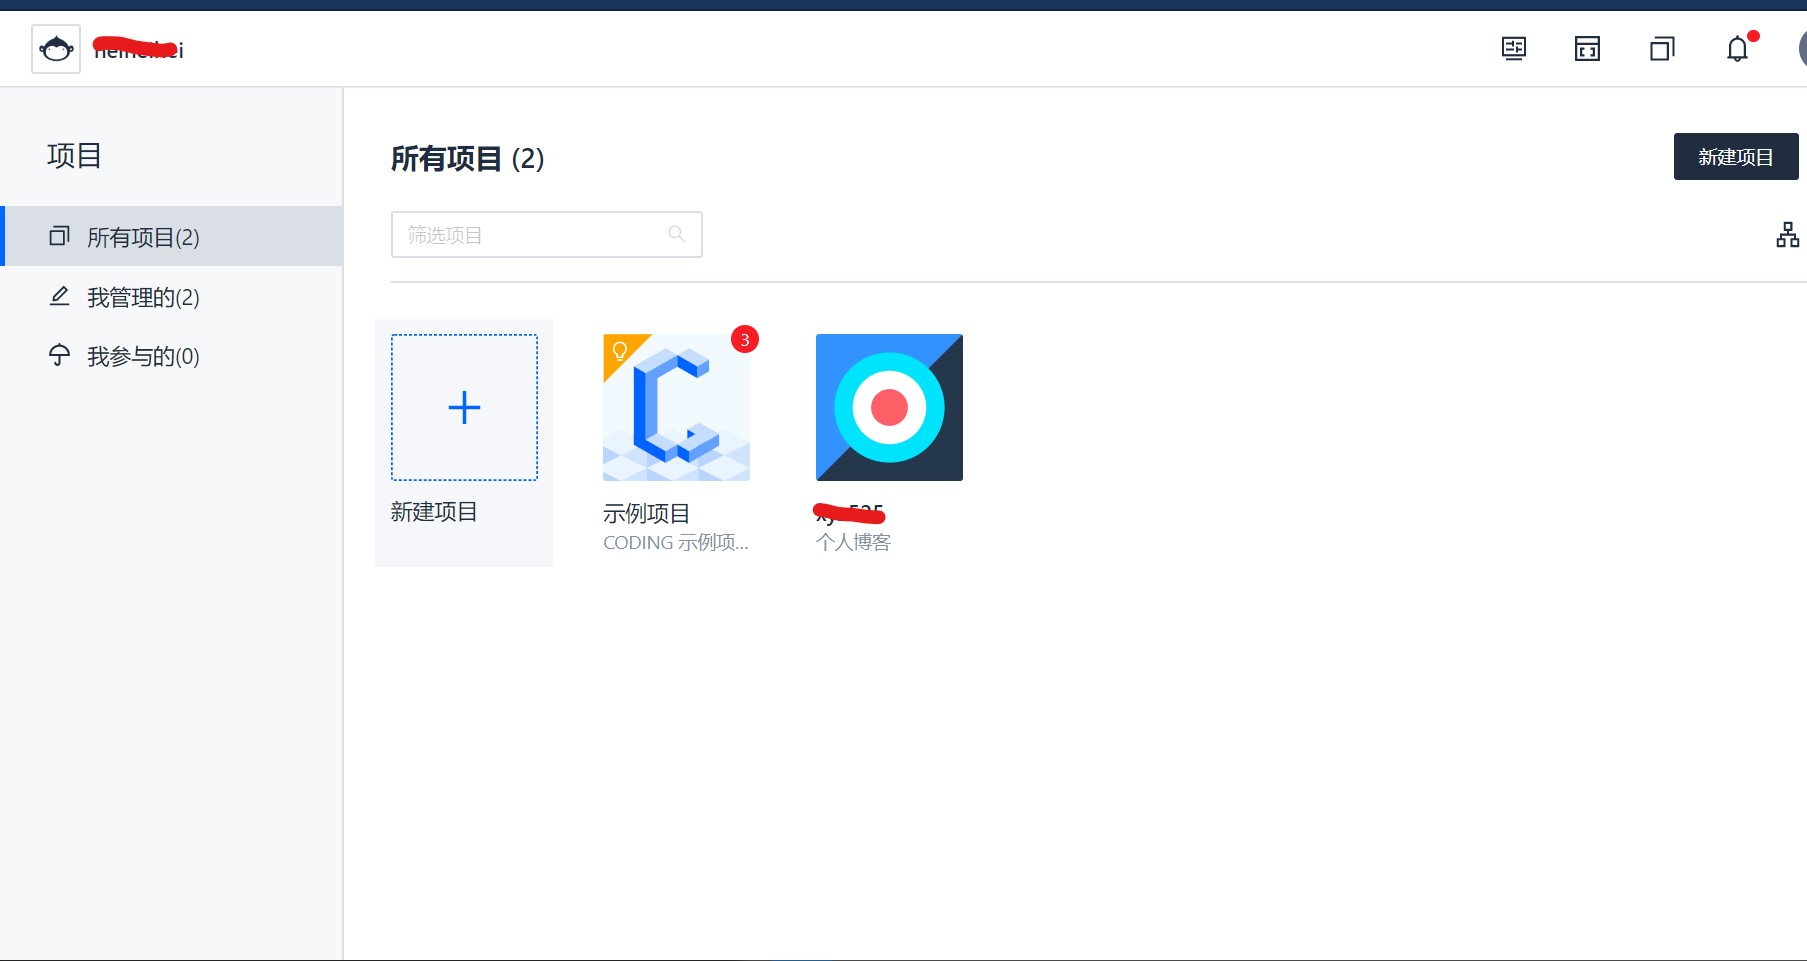 项目
所有项目(2)
我管理的(2)
我参与的(0)
所有项目 (2)
新建项目
筛选项目
新建项目
3
示例项目
CODING 示例项...
个人博客